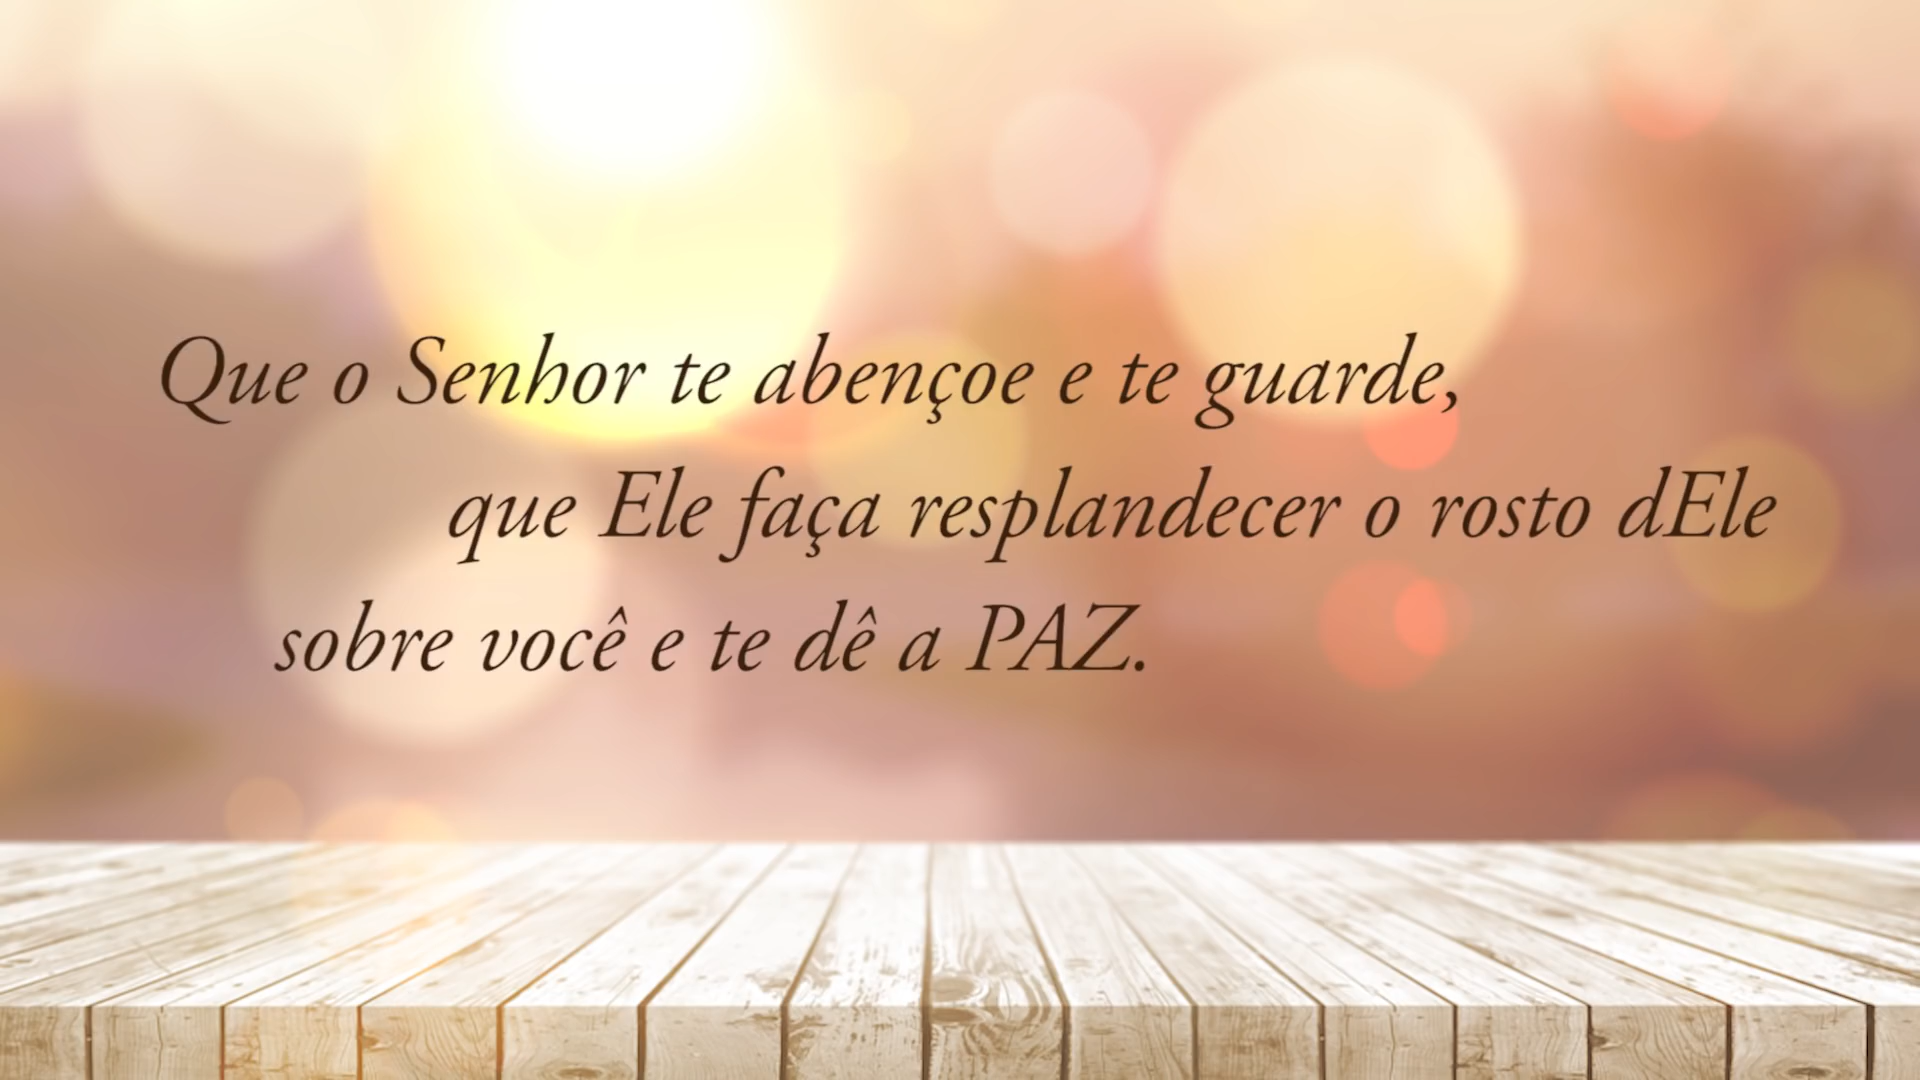 Que o Senhor te abençoe e te guarde,
que Ele faça resplandecer o rosto dEle
sobre você e te dê a PAZ.